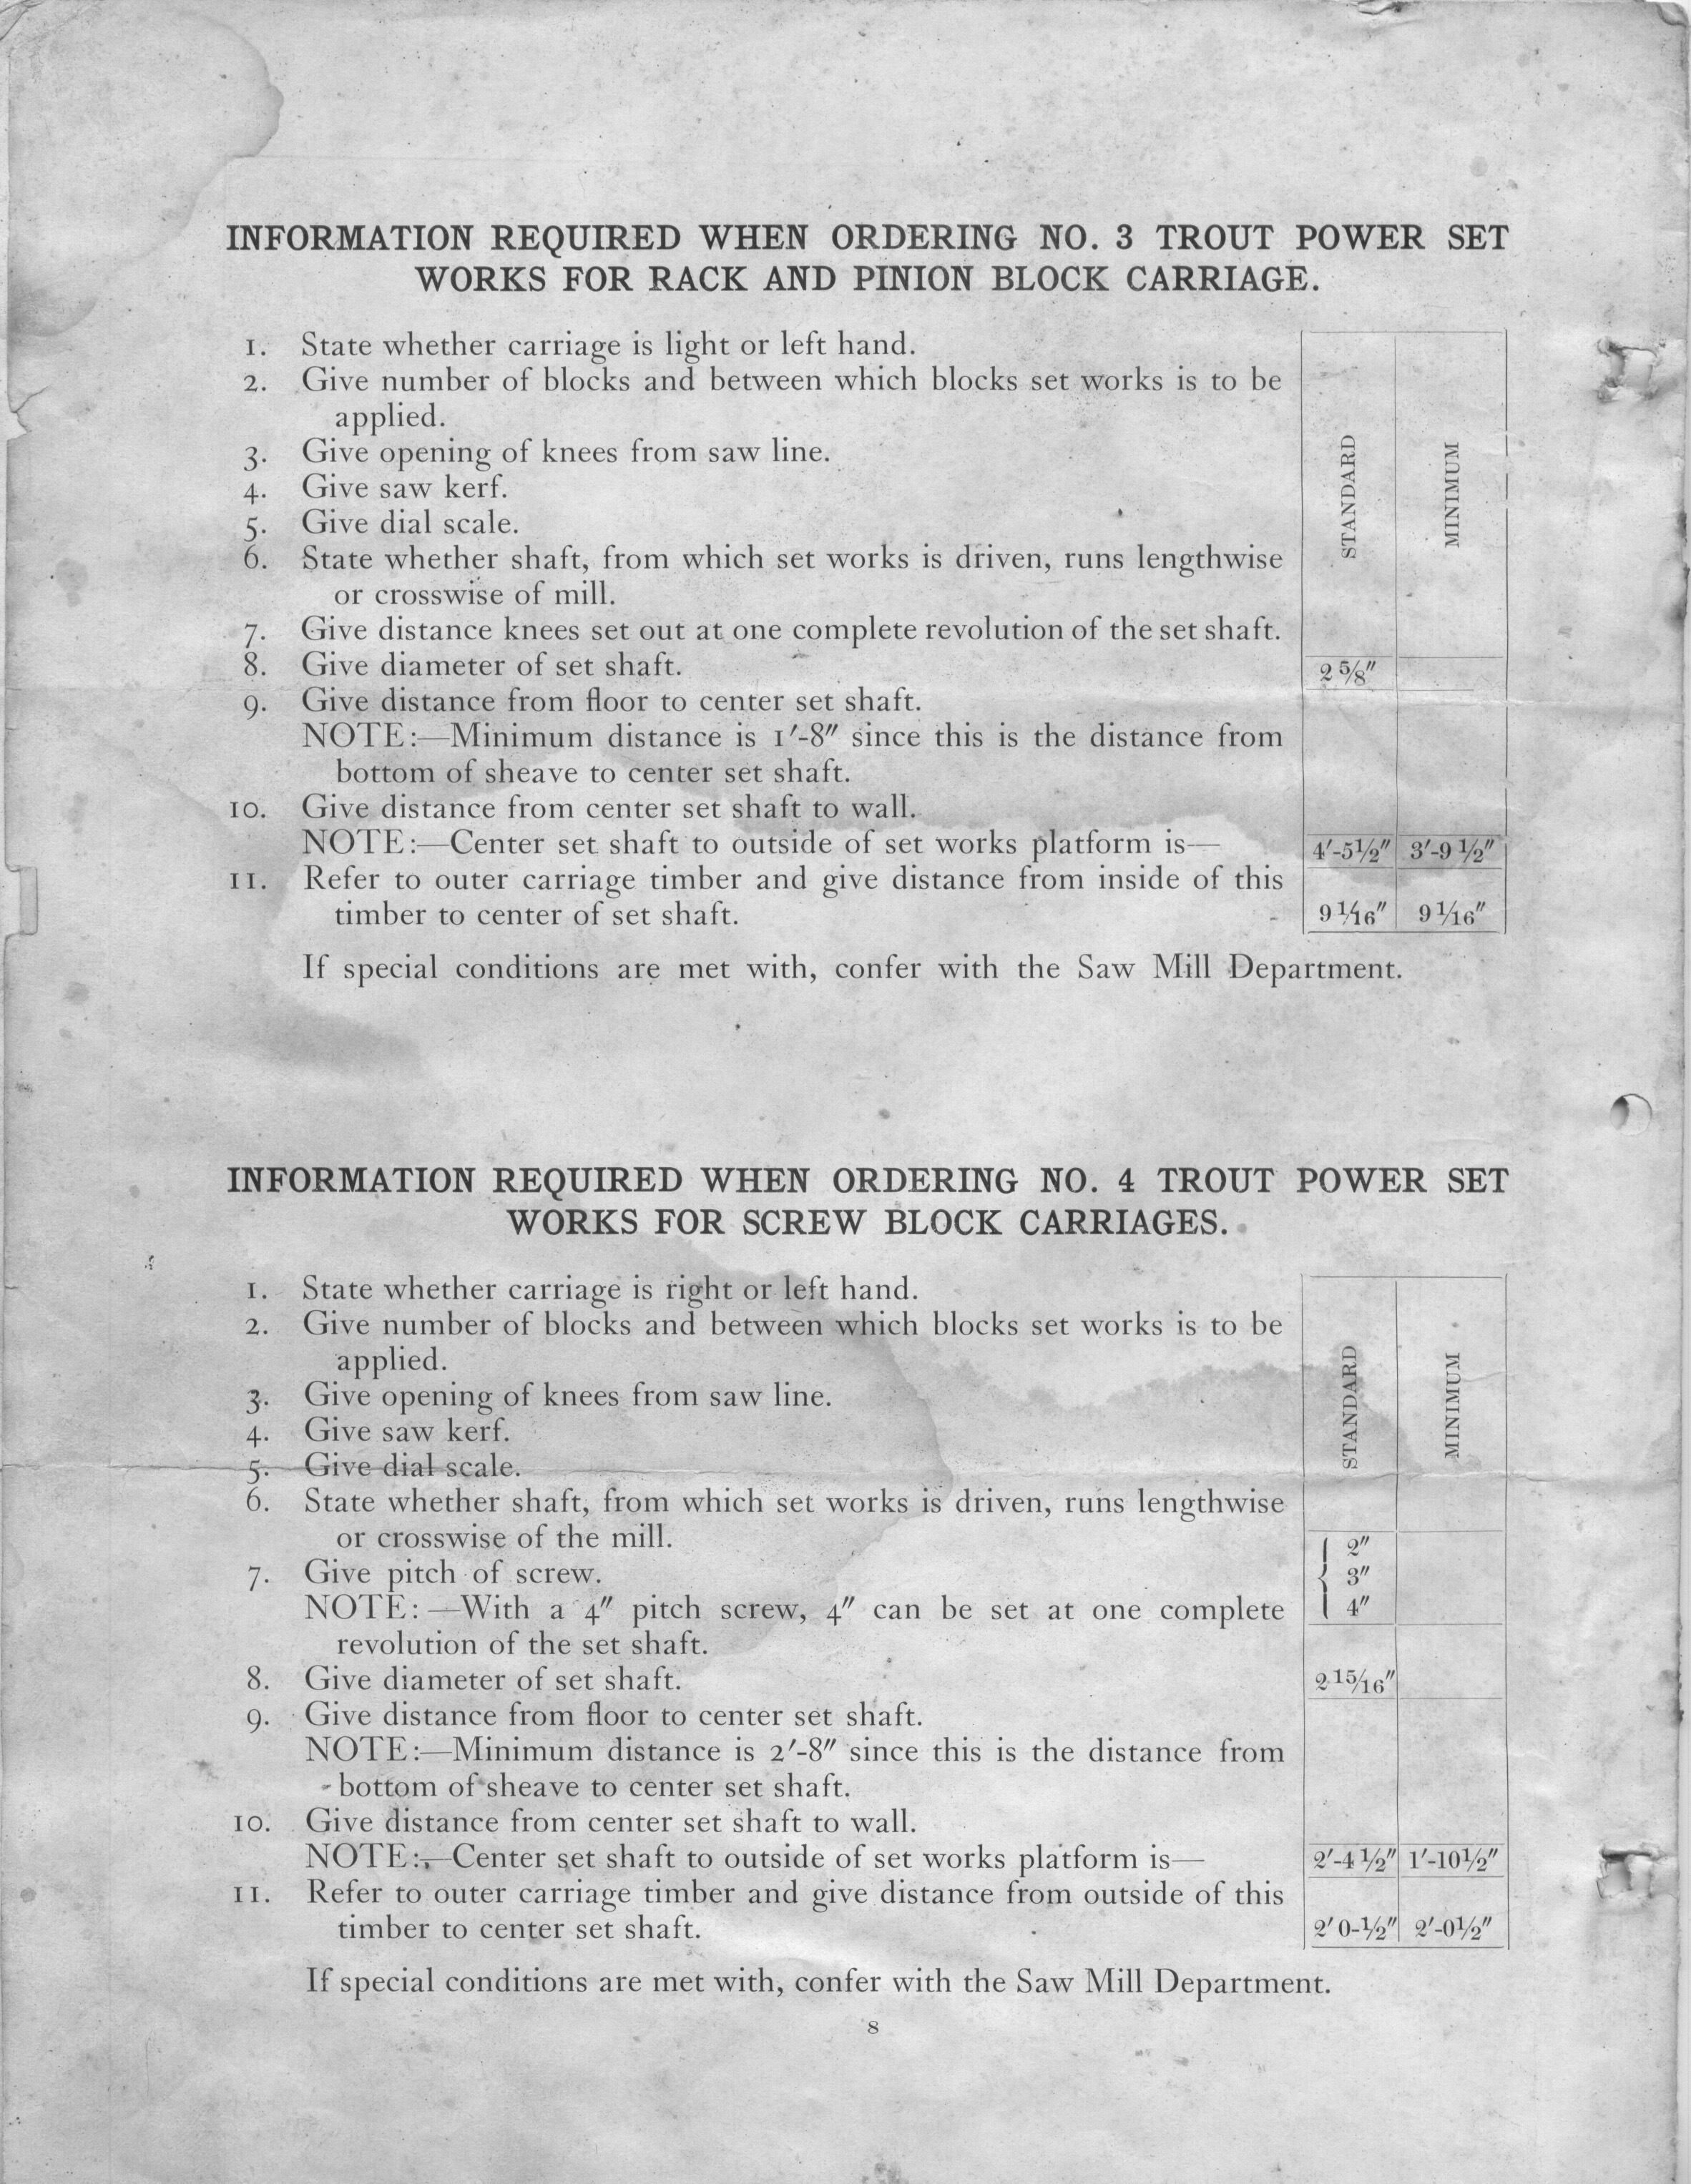 INFORMATION REQUIRED WHEN ORDERING NO. 3 TROUT POWER SET
WORKS FOR RACK AND PINION BLOCK CARRIAGE.
STANDARD
MINIMUM
1. State whether carriage is light or left hand.
2. Give number of blocks and between which blocks set works is to be
applied.
3. Give opening of knees from saw line.
4. Give saw kerf.
5. Give dial scale.
6. State whether shaft, from which set works is driven, runs lengthwise
or crosswise of mill.
7. Give distance knees set out at one complete revolution of the set shaft.
8. Give diameter of set shaft. 2 5/8″
9. Give distance from floor to center set shaft.
NOTE:—Minimum distance is 1′-8″ since this is the distance from
bottom of sheave to center set shaft.
10. Give distance from center set shaft to wall.
NOTE:—Center set shaft to outside of set works platform is— 4′-5½″ 3′-9 ½″
11. Refer to outer carriage timber and give distance from inside of this
timber to center of set shaft. 9 1/16″ 9 1/16″
If special conditions are met with, confer with the Saw Mill Department.
INFORMATION REQUIRED WHEN ORDERING NO. 4 TROUT POWER SET
WORKS FOR SCREW BLOCK CARRIAGES.
STANDARD
MINIMUM
1. State whether carriage is right or left hand.
2. Give number of blocks and between which blocks set works is to be
applied.
3. Give opening of knees from saw line.
4. Give saw kerf.
5. Give dial scale.
6. State whether shaft, from which set works is driven, runs lengthwise
or crosswise of the mill.
2″
7. Give pitch of screw. 3″
NOTE:—With a 4″ pitch screw, 4″ can be set at one complete 4″
revolution of the set shaft.
8. Give diameter of set shaft. 2 15/16″
9. Give distance from floor to center set shaft.
NOTE:—Minimum distance is 2′-8″ since this is the distance from
bottom of sheave to center set shaft.
10. Give distance from center set shaft to wall.
NOTE:—Center set shaft to outside of set works platform is— 2′-4 ½″ 1′-10½″
11. Refer to outer carriage timber and give distance from outside of this
timber to center set shaft. 2′ 0-½″ 2′-0½″
If special conditions are met with, confer with the Saw Mill Department.
8